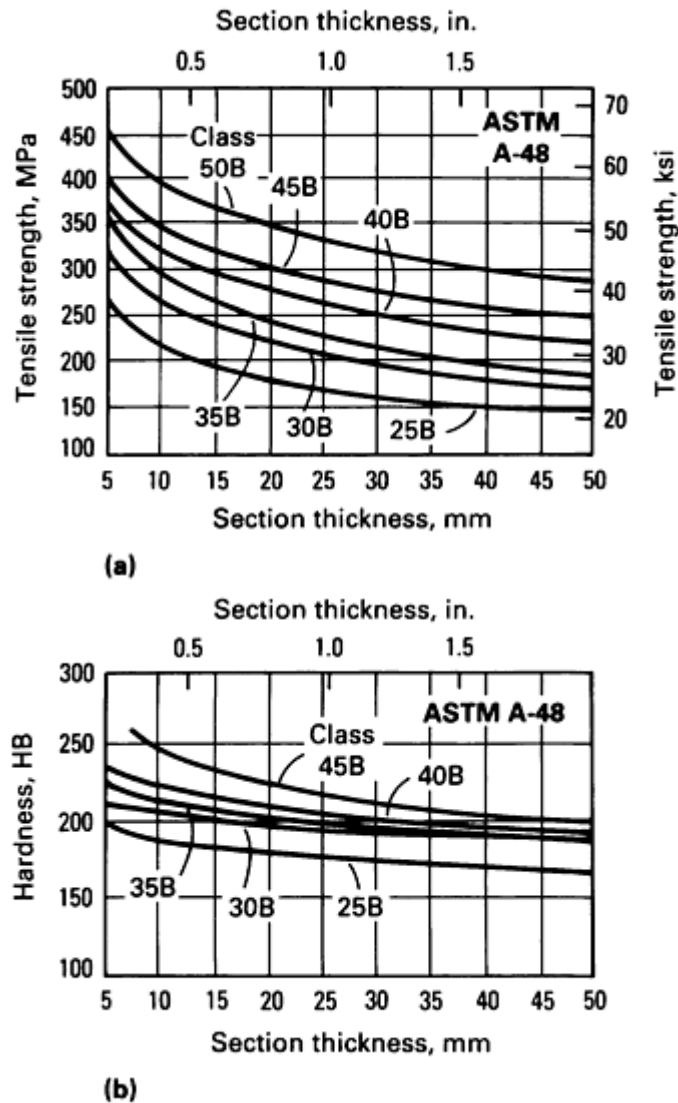 Section thickness, in.
0.5 1.0 1.5
500 450 400 350 300 250 200 150 100
Tensile strength, MPa
70 60 50 40 30 20
Tensile strength, ksi
ASTM
A-48
Class
50B
45B
40B
35B
30B
25B
5 10 15 20 25 30 35 40 45 50
Section thickness, mm
(a)
Section thickness, in.
0.5 1.0 1.5
300 250 200 150 100
Hardness, HB
ASTM A-48
Class
45B
40B
35B
30B
25B
5 10 15 20 25 30 35 40 45 50
Section thickness, mm
(b)